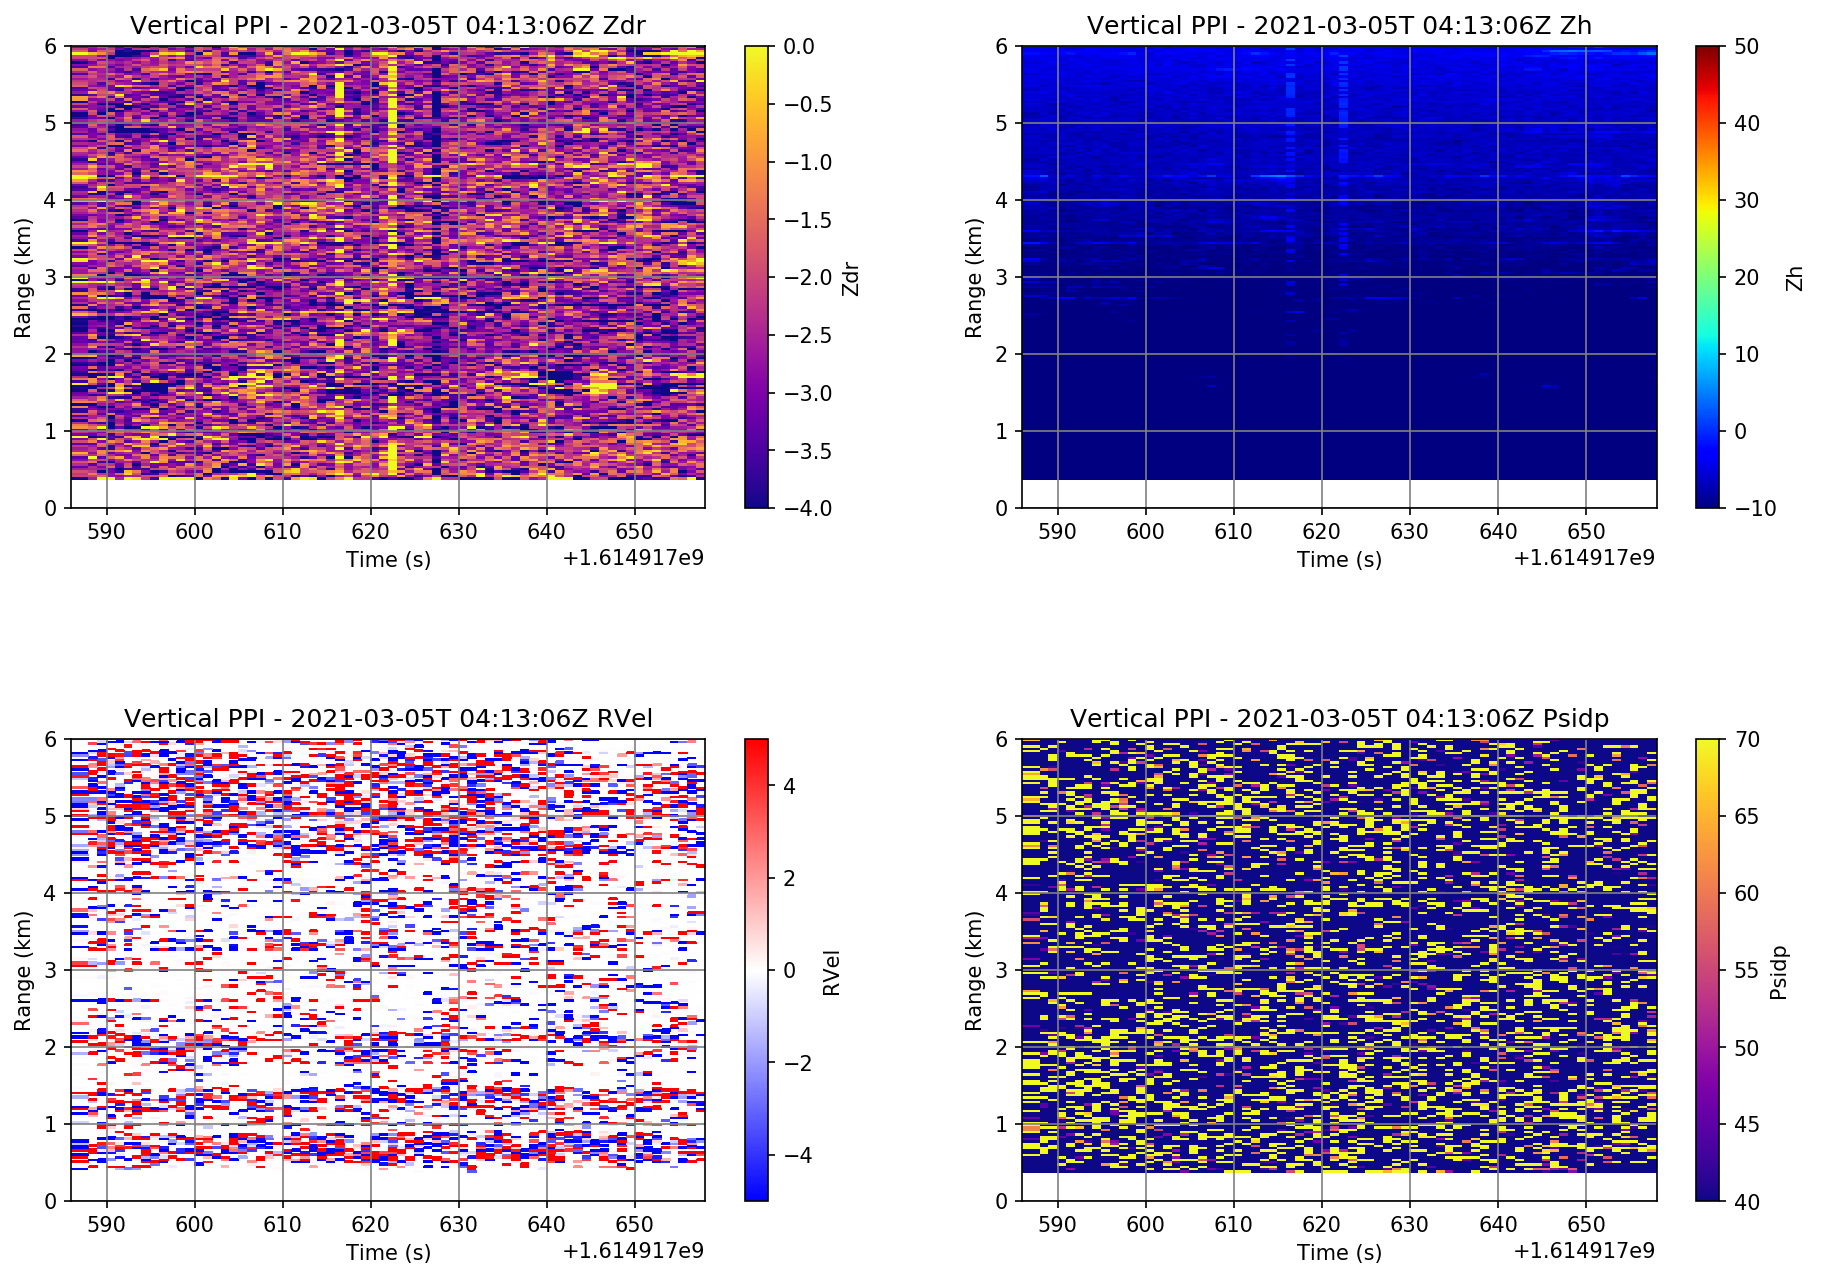 Vertical PPI - 2021-03-05T 04:13:06Z Zdr
Range (km)
6
5
4
3
2
1
0
590 600 610 620 630 640 650
Time (s)
+1.614917e9
0.0
−0.5
−1.0
−1.5
−2.0
−2.5
−3.0
−3.5
−4.0
Zdr
Vertical PPI - 2021-03-05T 04:13:06Z Zh
Range (km)
6
5
4
3
2
1
0
590 600 610 620 630 640 650
Time (s)
+1.614917e9
50
40
30
20
10
0
−10
Zh
Vertical PPI - 2021-03-05T 04:13:06Z RVel
Range (km)
6
5
4
3
2
1
0
590 600 610 620 630 640 650
Time (s)
+1.614917e9
4
2
0
−2
−4
RVel
Vertical PPI - 2021-03-05T 04:13:06Z Psidp
Range (km)
6
5
4
3
2
1
0
590 600 610 620 630 640 650
Time (s)
+1.614917e9
70
65
60
55
50
45
40
Psidp